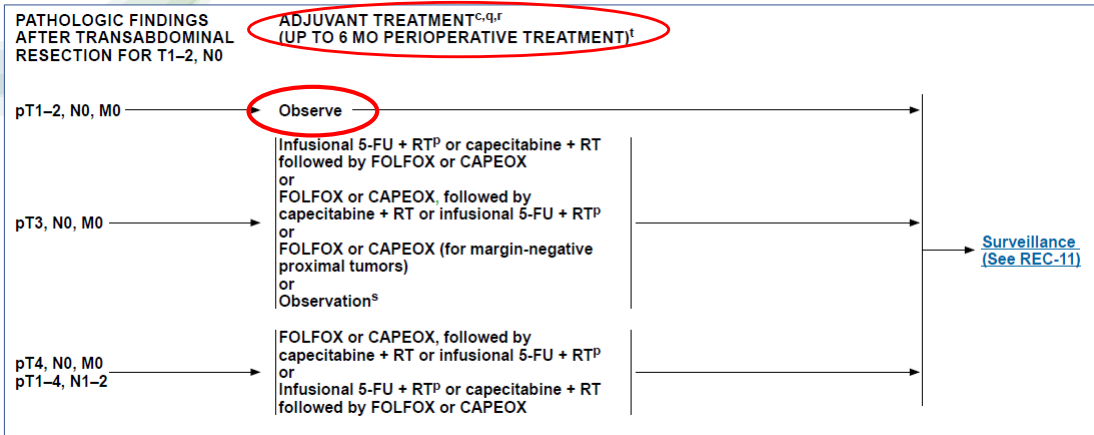 PATHOLOGIC FINDINGS
AFTER TRANSABDOMINAL
RESECTION FOR T1–2, N0
ADJUVANT TREATMENTc,q,r
(UP TO 6 MO PERIOPERATIVE TREATMENT)t
pT1–2, N0, M0
Observe
pT3, N0, M0
Infusional 5-FU + RTp or capecitabine + RT
followed by FOLFOX or CAPEOX
or
FOLFOX or CAPEOX, followed by
capecitabine + RT or infusional 5-FU + RTp
or
FOLFOX or CAPEOX (for margin-negative
proximal tumors)
or
Observations
pT4, N0, M0
pT1–4, N1–2
FOLFOX or CAPEOX, followed by
capecitabine + RT or infusional 5-FU + RTp
or
Infusional 5-FU + RTp or capecitabine + RT
followed by FOLFOX or CAPEOX
Surveillance
(See REC-11)